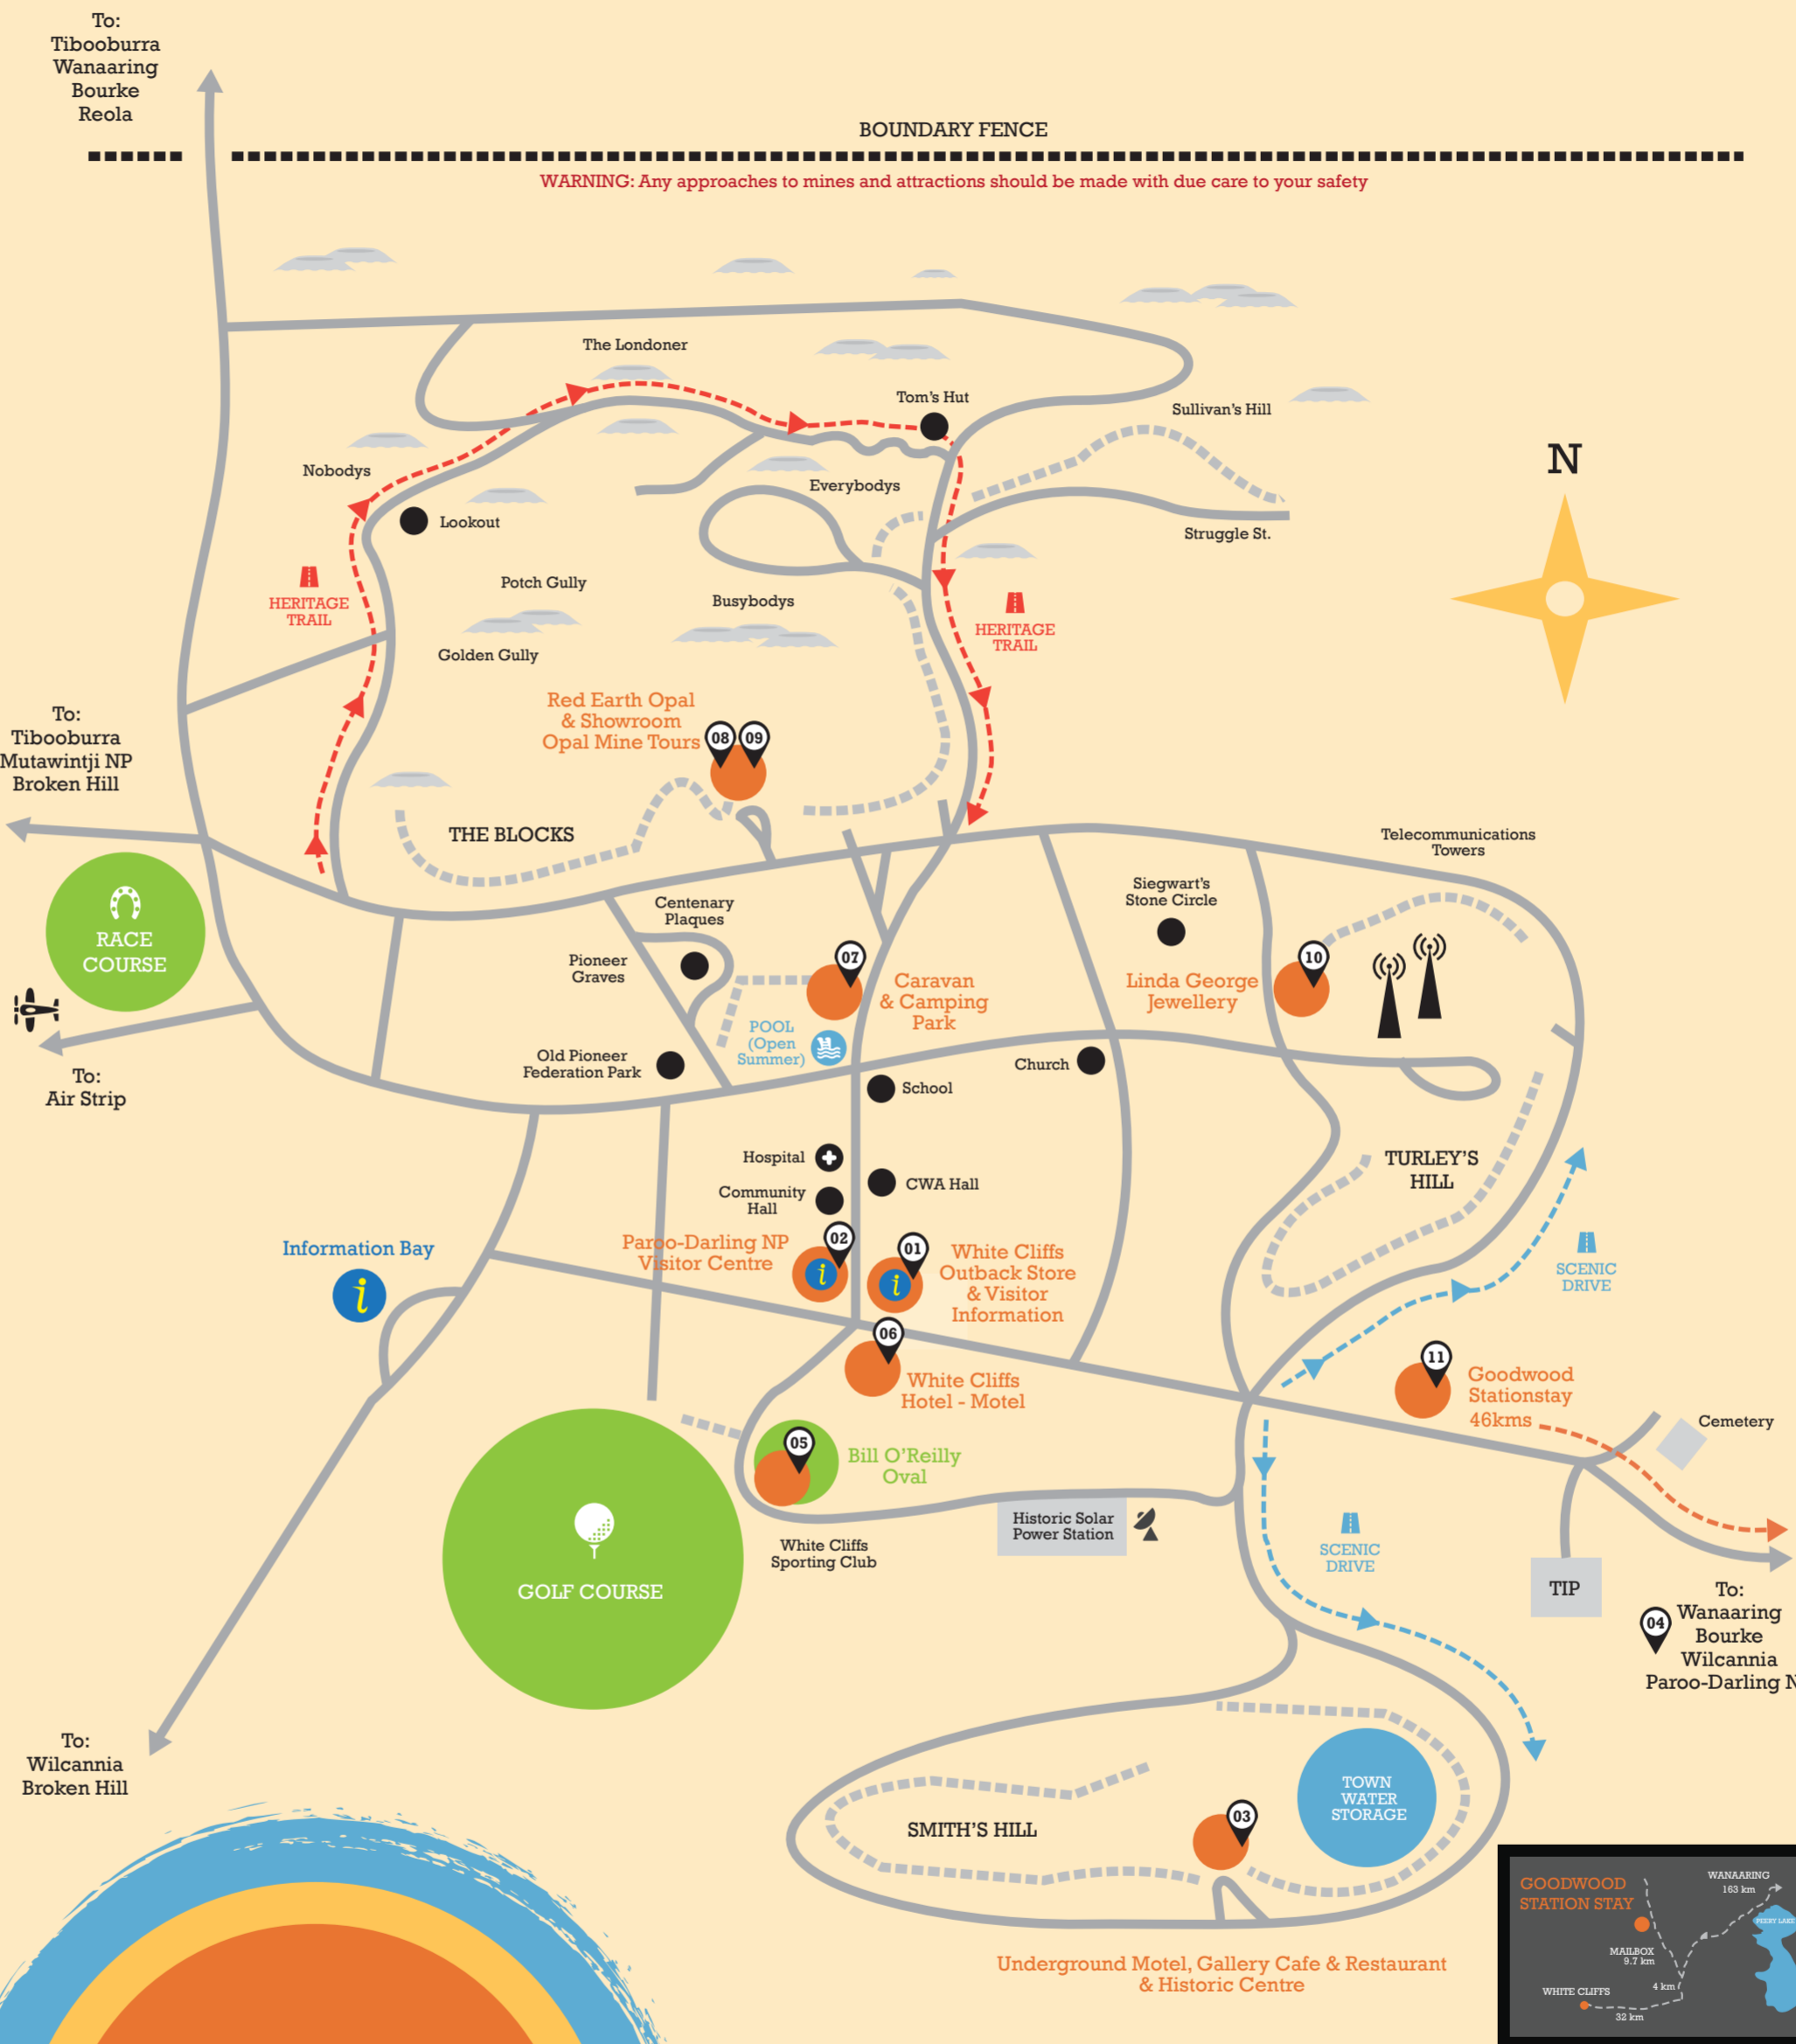 To:
Tibooburra
Wanaaring
Bourke
Reola
BOUNDARY FENCE
WARNING: Any approaches to mines and attractions should be made with due care to your safety
The Londoner
Tom's Hut
Sullivan's Hill
N
Nobodys
Everybodys
Lookout
Struggle St.
Potch Gully
Busybodys
HERITAGE
TRAIL
HERITAGE
TRAIL
Golden Gully
To:
Tibooburra
Mutawintji NP
Broken Hill
Red Earth Opal
& Showroom
Opal Mine Tours
08
09
THE BLOCKS
Telecommunications
Towers
RACE
COURSE
Centenary
Plaques
Siegwart's
Stone Circle
Pioneer
Graves
07
Caravan
& Camping
Park
Linda George
Jewellery
10
POOL
(Open
Summer)
Old Pioneer
Federation Park
Church
To:
Air Strip
School
Hospital
CWA Hall
Community
Hall
TURLEY'S
HILL
Information Bay
i
Paroo-Darling NP
Visitor Centre
02
i
01
i
White Cliffs
Outback Store
& Visitor
Information
SCENIC
DRIVE
06
White Cliffs
Hotel - Motel
11
Goodwood
Stationstay
46kms
Cemetery
05
Bill O'Reilly
Oval
GOLF COURSE
White Cliffs
Sporting Club
Historic Solar
Power Station
SCENIC
DRIVE
TIP
04
To:
Wanaaring
Bourke
Wilcannia
Paroo-Darling N
To:
Wilcannia
Broken Hill
TOWN
WATER
STORAGE
SMITH'S HILL
03
Underground Motel, Gallery Cafe & Restaurant
& Historic Centre
GOODWOOD
STATION STAY
WANAARING
163 km
PEERY LAKE
MAILBOX
9.7 km
4 km
WHITE CLIFFS
32 km